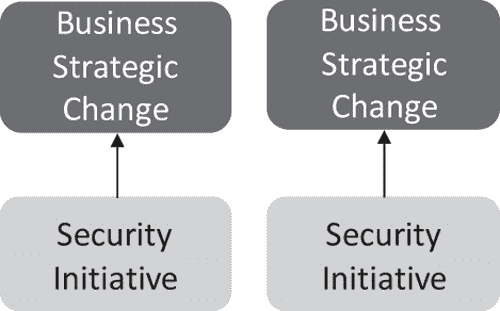 Business
Strategic
Change
Business
Strategic
Change
Security
Initiative
Security
Initiative